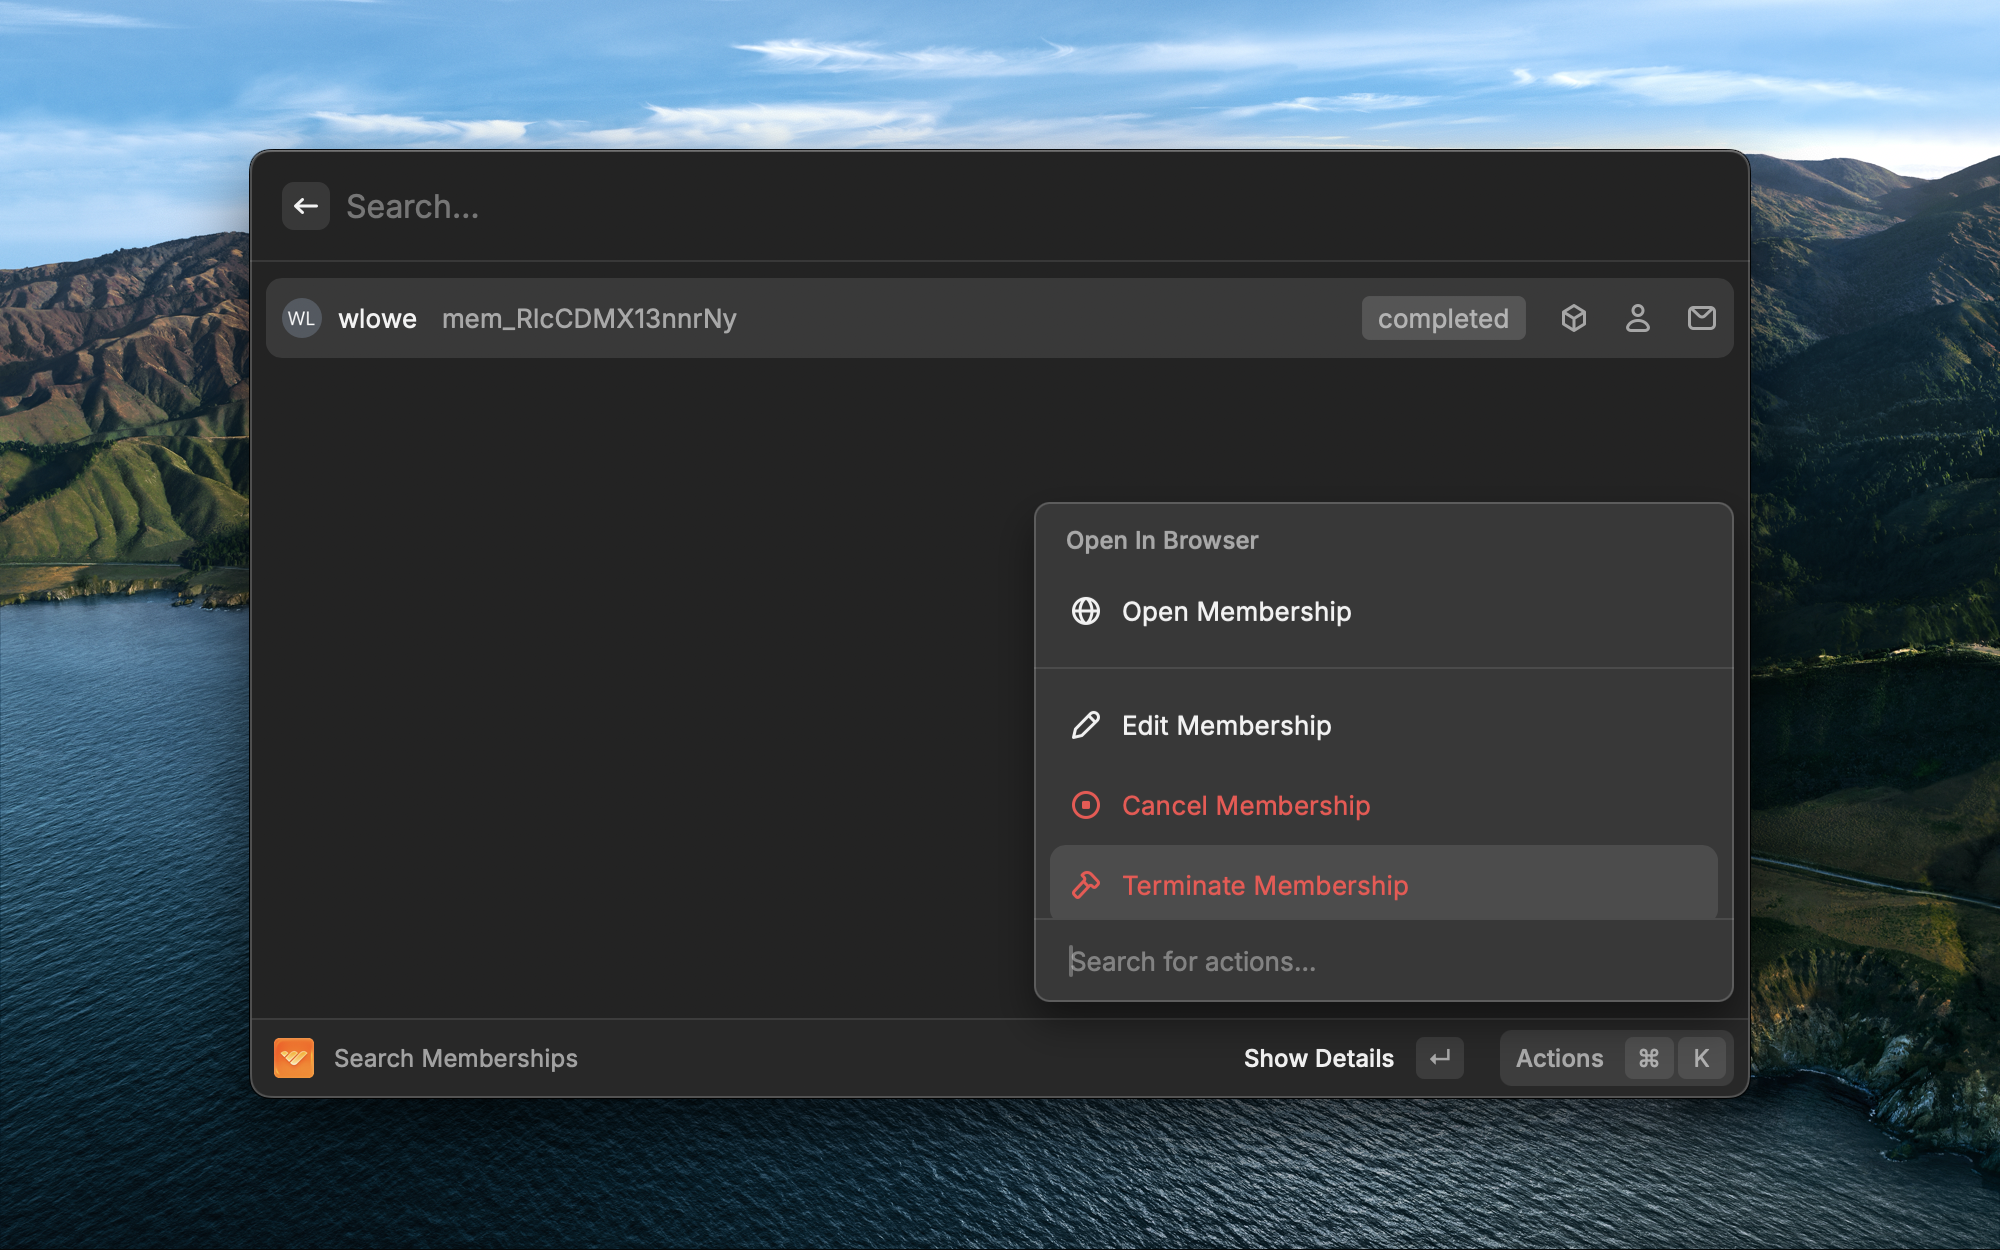 Search...
WL wlowe mem_RlcCDMX13nnrNy completed
Open In Browser
Open Membership
Edit Membership
Cancel Membership
Terminate Membership
Search for actions...
Search Memberships Show Details ↵ Actions ⌘ K